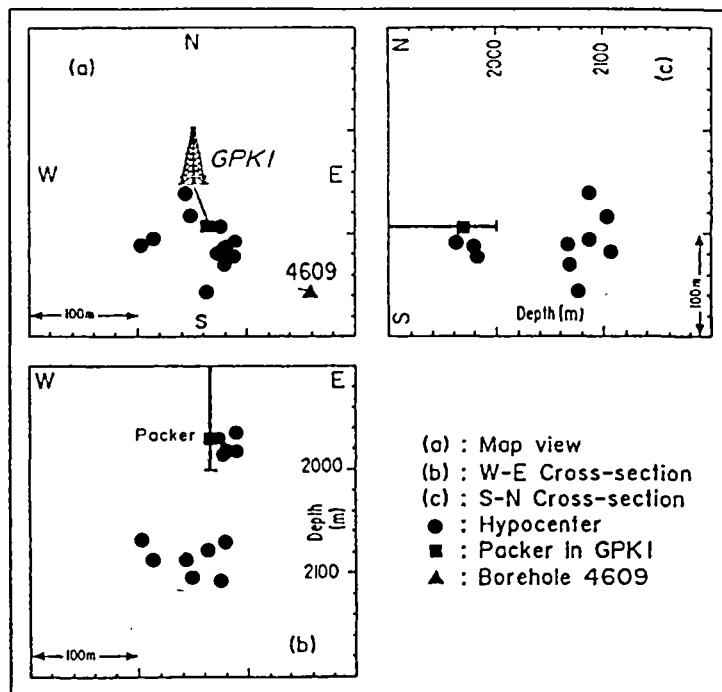 N
(a)
GPK1
W
E
4609
100m
S
N
2000
2100
(c)
S
Depth(m)
100m
W
E
Packer
2000
Depth
(m)
2100
100m
(b)
(a) : Map view
(b) : W-E Cross-section
(c) : S-N Cross-section
: Hypocenter
: Packer in GPK1
: Borehole 4609